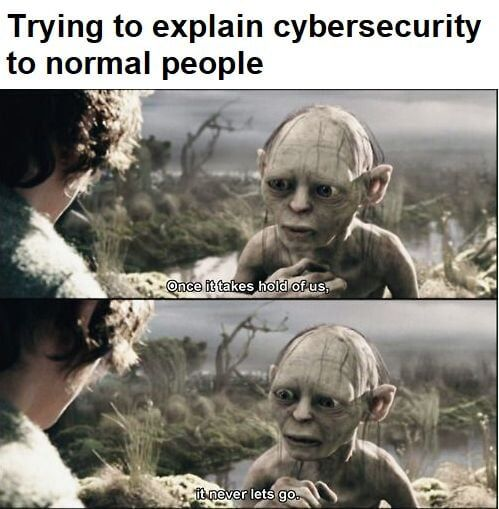 Trying to explain cybersecurity
to normal people
Once it takes hold of us,
it never lets go.